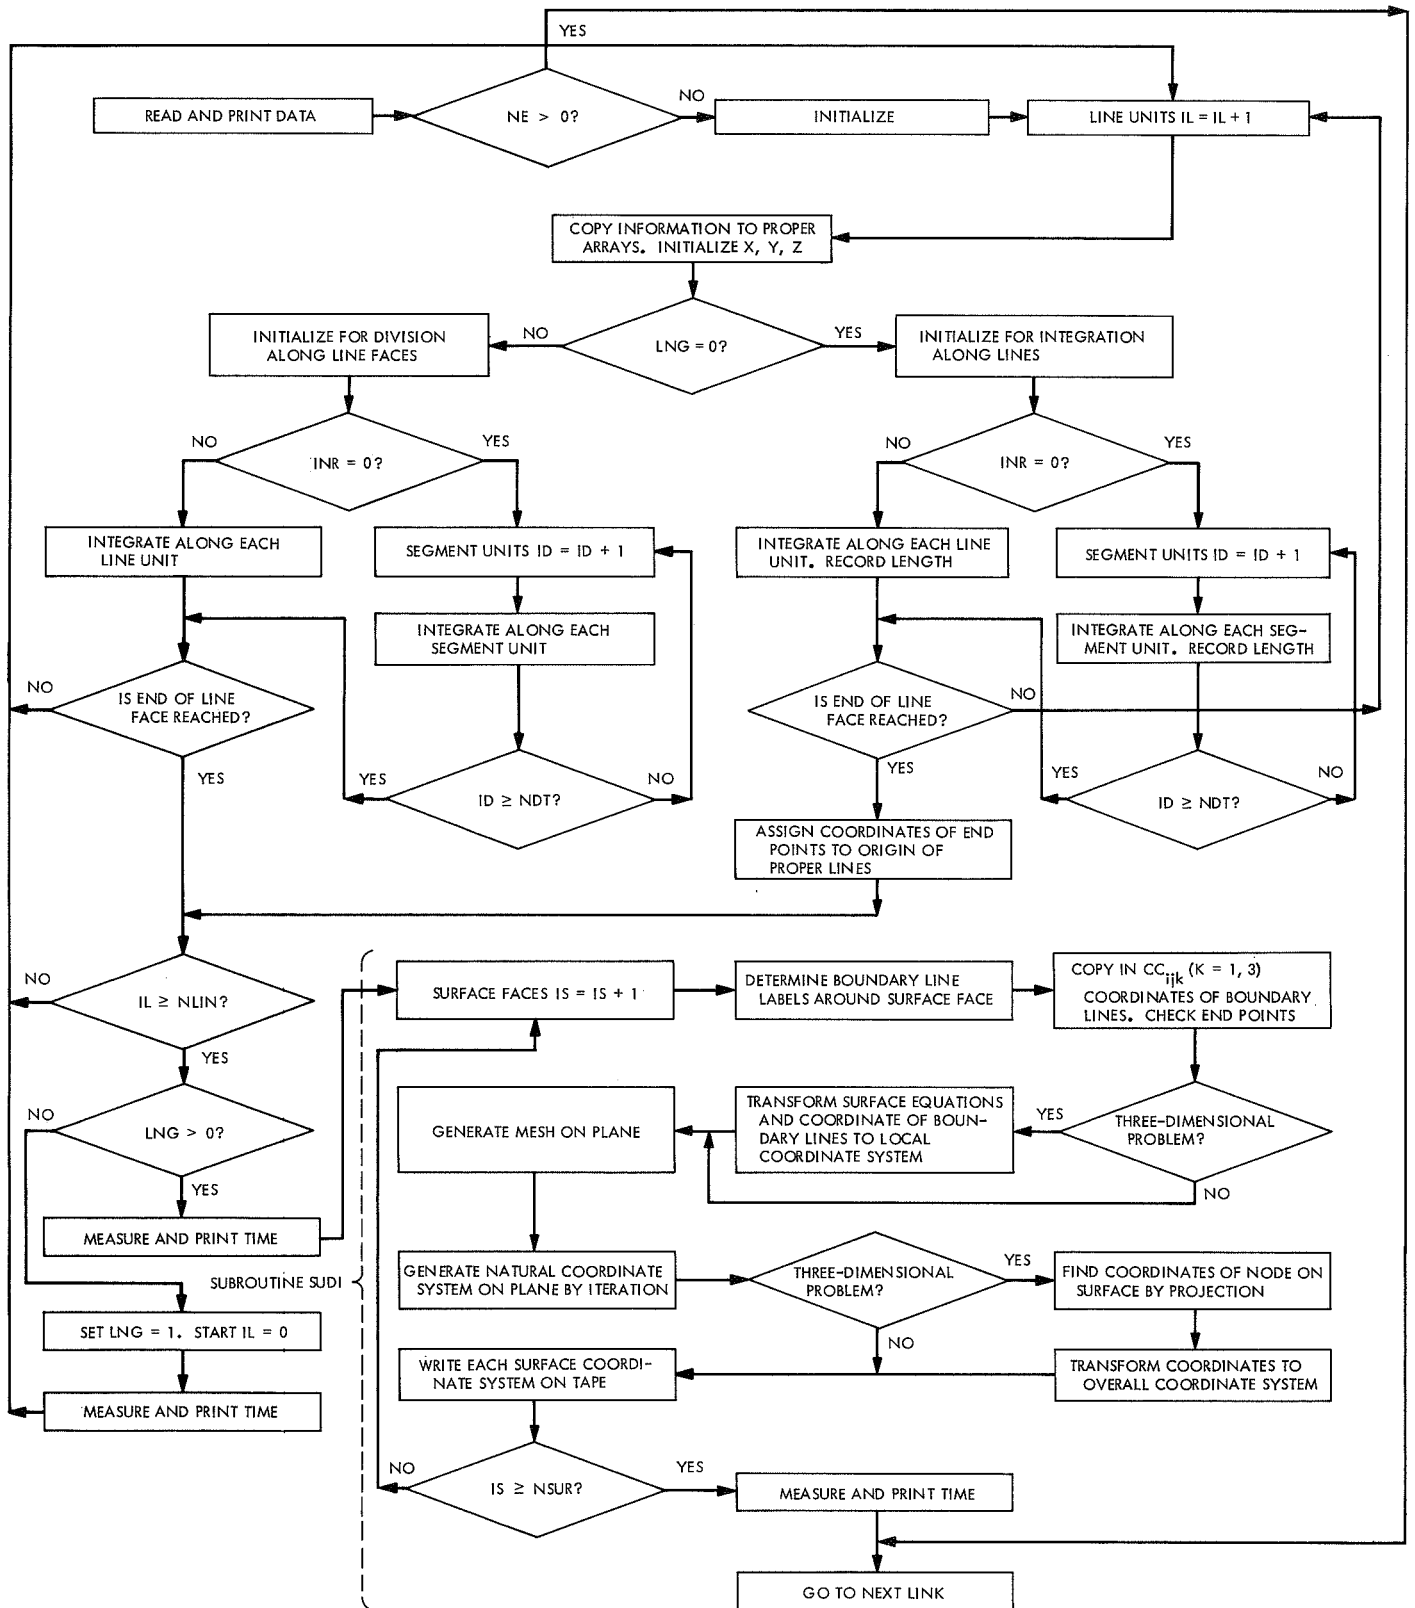 YES
READ AND PRINT DATA
NE > 0?
NO
INITIALIZE
LINE UNITS IL = IL + 1
COPY INFORMATION TO PROPER
ARRAYS. INITIALIZE X, Y, Z
INITIALIZE FOR DIVISION
ALONG LINE FACES
NO
LNG = 0?
YES
INITIALIZE FOR INTEGRATION
ALONG LINES
NO
INR = 0?
YES
NO
INR = 0?
YES
INTEGRATE ALONG EACH
LINE UNIT
SEGMENT UNITS ID = ID + 1
INTEGRATE ALONG EACH LINE
UNIT. RECORD LENGTH
SEGMENT UNITS ID = ID + 1
INTEGRATE ALONG EACH
SEGMENT UNIT
INTEGRATE ALONG EACH SEG-
MENT UNIT. RECORD LENGTH
NO
IS END OF LINE
FACE REACHED?
YES
IS END OF LINE
FACE REACHED?
NO
YES
YES
ID ≥ NDT?
NO
YES
ID ≥ NDT?
NO
ASSIGN COORDINATES OF END
POINTS TO ORIGIN OF
PROPER LINES
NO
IL ≥ NLIN?
YES
SURFACE FACES IS = IS + 1
DETERMINE BOUNDARY LINE
LABELS AROUND SURFACE FACE
COPY IN CCijk (K = 1, 3)
COORDINATES OF BOUNDARY
LINES. CHECK END POINTS
NO
LNG > 0?
YES
GENERATE MESH ON PLANE
TRANSFORM SURFACE EQUATIONS
AND COORDINATE OF BOUN-
DARY LINES TO LOCAL
COORDINATE SYSTEM
YES
THREE-DIMENSIONAL
PROBLEM?
NO
MEASURE AND PRINT TIME
SUBROUTINE SUDI
GENERATE NATURAL COORDINATE
SYSTEM ON PLANE BY ITERATION
THREE-DIMENSIONAL
PROBLEM?
YES
NO
FIND COORDINATES OF NODE ON
SURFACE BY PROJECTION
SET LNG = 1. START IL = 0
WRITE EACH SURFACE COORDI-
NATE SYSTEM ON TAPE
TRANSFORM COORDINATES TO
OVERALL COORDINATE SYSTEM
MEASURE AND PRINT TIME
NO
IS ≥ NSUR?
YES
MEASURE AND PRINT TIME
GO TO NEXT LINK